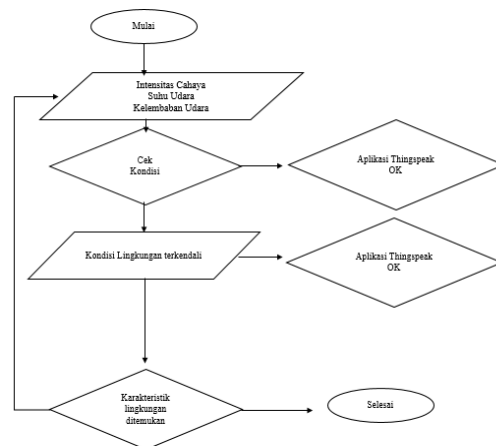 Mulai
Intensitas Cahaya
Suhu Udara
Kelembaban Udara
Cek
Kondisi
Aplikasi Thingspeak
OK
Kondisi Lingkungan terkendali
Aplikasi Thingspeak
OK
Karakteristik
lingkungan
ditemukan
Selesai